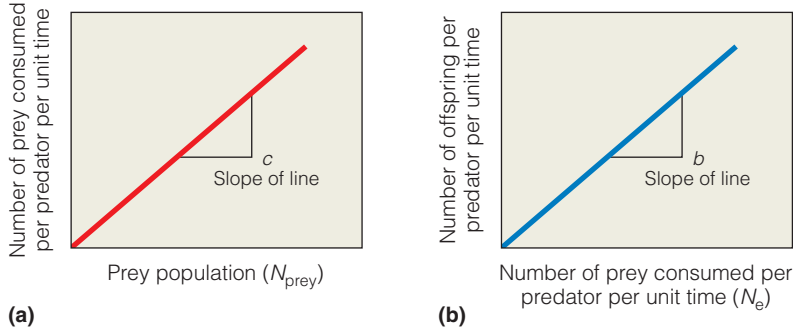 Number of prey consumed
per predator per unit time
c
Slope of line
Prey population (Nprey)
(a)
Number of offspring per
predator per unit time
b
Slope of line
Number of prey consumed per
predator per unit time (Ne)
(b)